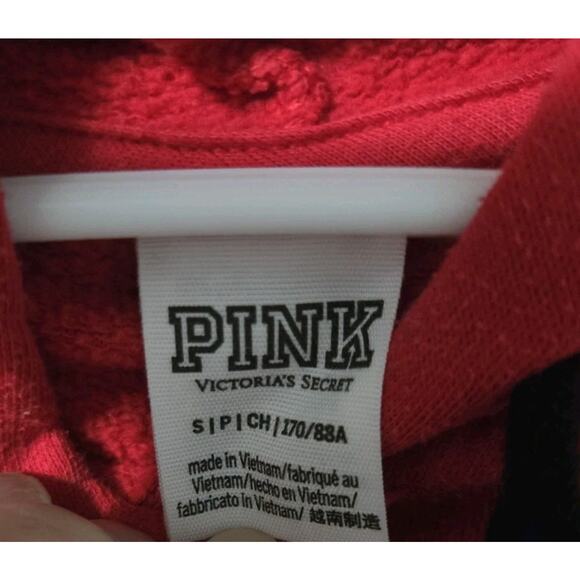 PINK
VICTORIA'S SECRET
S|P|CH|170/88A
made in Vietnam/fabriqué au
Vietnam/hecho en Vietnam/
fabbricato in Vietnam/ 越南制造